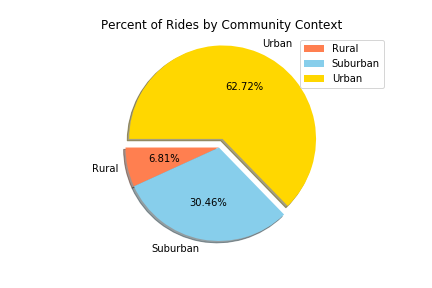 Percent of Rides by Community Context
Urban
Rural
Suburban
Urban
62.72%
6.81%
Rural
30.46%
Suburban